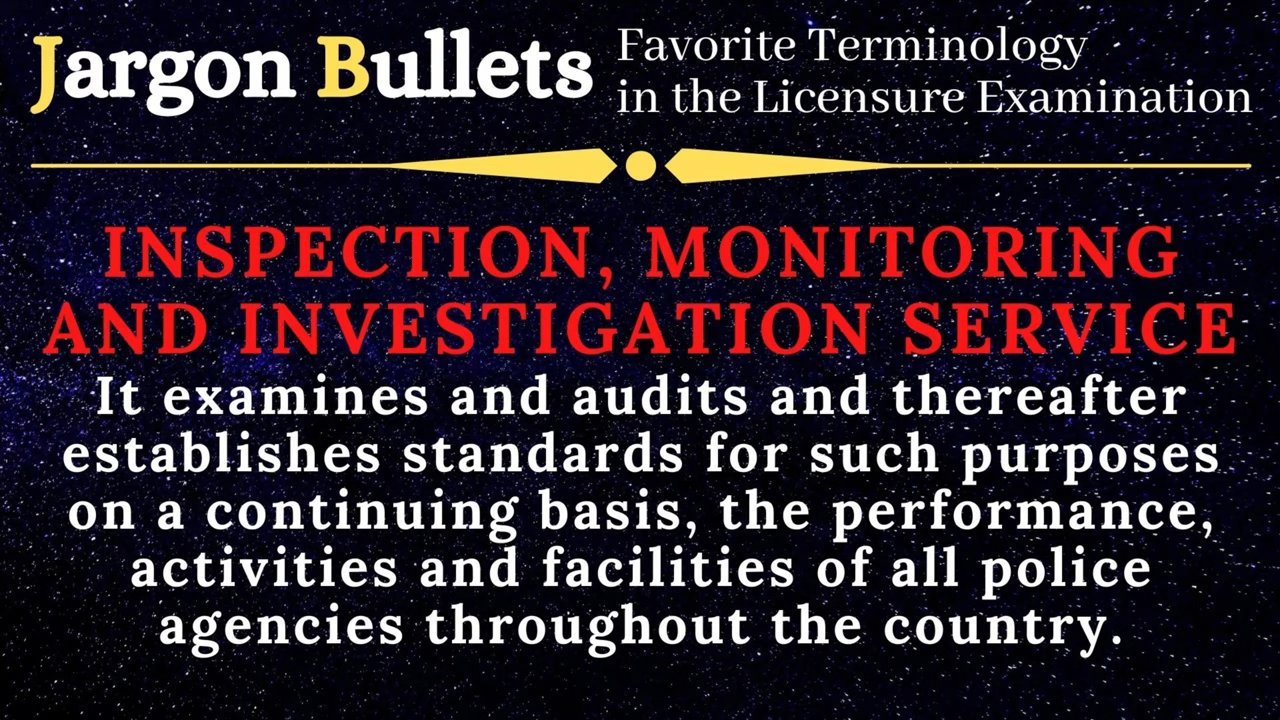 Jargon Bullets
Favorite Terminology
in the Licensure Examination
INSPECTION, MONITORING
AND INVESTIGATION SERVICE
It examines and audits and thereafter
establishes standards for such purposes
on a continuing basis, the performance,
activities and facilities of all police
agencies throughout the country.